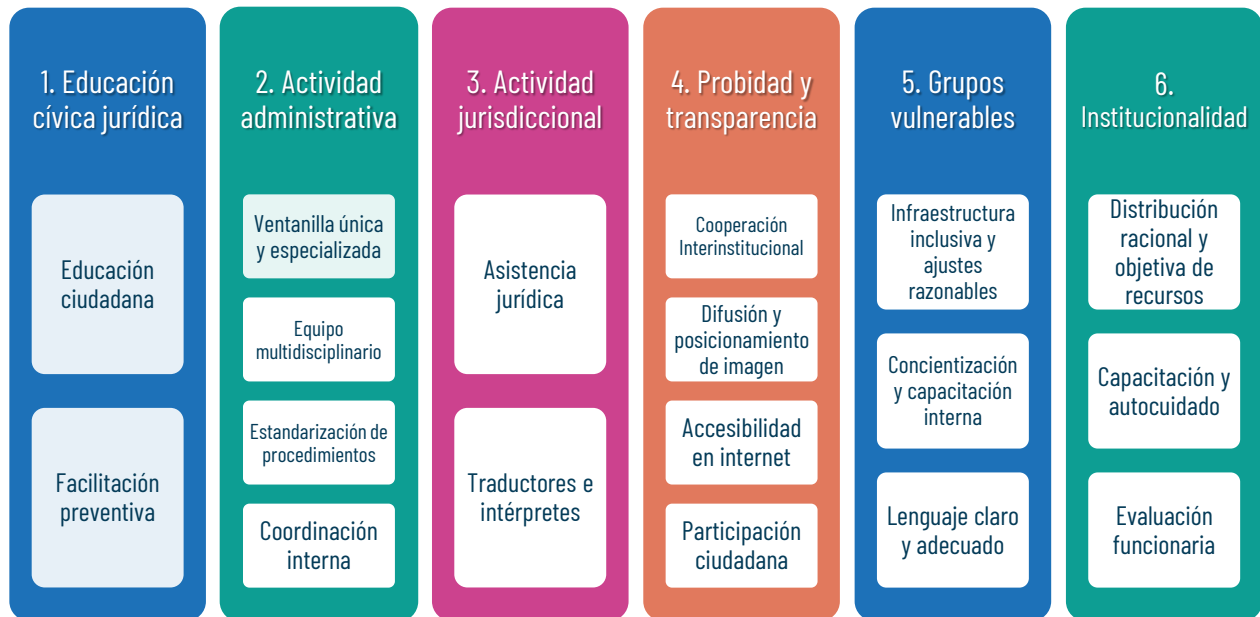 1. Educación
cívica jurídica
Educación
ciudadana
Facilitación
preventiva
2. Actividad
administrativa
Ventanilla única
y especializada
Equipo
multidisciplinario
Estandarización de
procedimientos
Coordinación
interna
3. Actividad
jurisdiccional
Asistencia
jurídica
Traductores e
intérpretes
4. Probidad y
transparencia
Cooperación
Interinstitucional
Difusión y
posicionamiento
de imagen
Accesibilidad
en internet
Participación
ciudadana
5. Grupos
vulnerables
Infraestructura
inclusiva y
ajustes
razonables
Concientización
y capacitación
interna
Lenguaje claro
y adecuado
6.
Institucionalidad
Distribución
racional y
objetiva de
recursos
Capacitación y
autocuidado
Evaluación
funcionaria